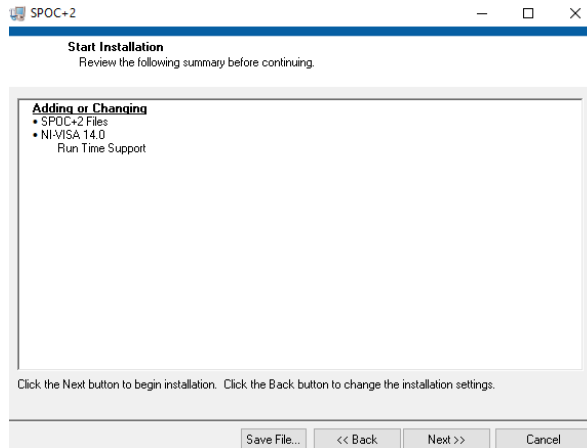 SPOC+2
Start Installation
Review the following summary before continuing.
Adding or Changing
• SPOC+2 Files
• NI-VISA 14.0
Run Time Support
Click the Next button to begin installation. Click the Back button to change the installation settings.
Save File... << Back Next >> Cancel